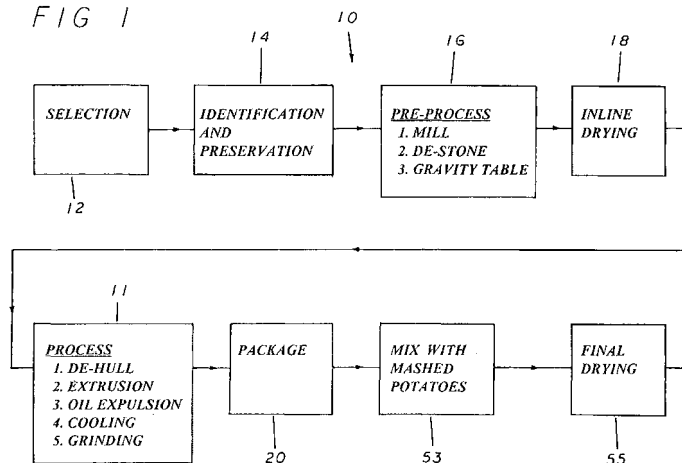 FIG 1
10
14
16
18
SELECTION
IDENTIFICATION
AND
PRESERVATION
PRE-PROCESS
1. MILL
2. DE-STONE
3. GRAVITY TABLE
INLINE
DRYING
12
11
PROCESS
1. DE-HULL
2. EXTRUSION
3. OIL EXPULSION
4. COOLING
5. GRINDING
PACKAGE
MIX WITH
MASHED
POTATOES
FINAL
DRYING
20
53
55